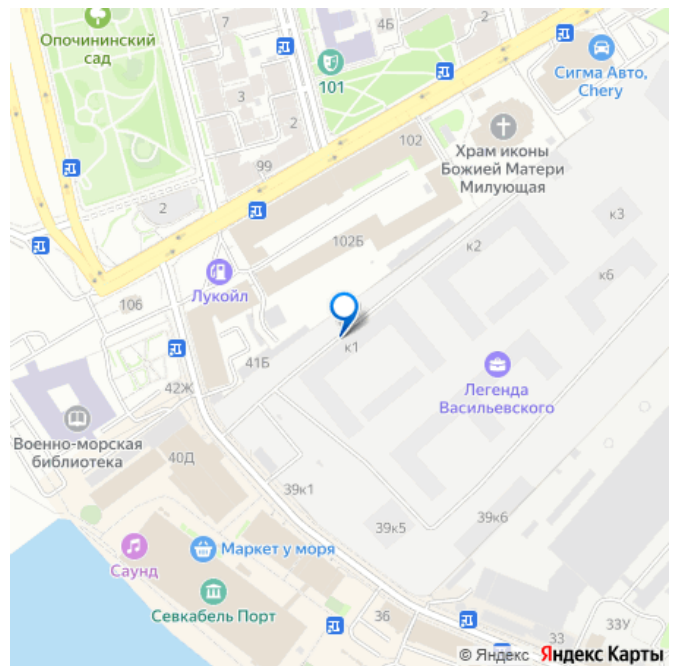 7
4Б
Опочининский
сад
101
Сигма Авто,
Chery
3
2
102
99
Храм иконы
Божией Матери
Милующая
2
к3
102Б
к2
к6
Лукойл
106
к1
41Б
42Ж
Легенда
Васильевского
Военно-морская
библиотека
40Д
39к1
39к5
39к6
Маркет у моря
Саунд
Севкабель Порт
36
33
33У
© Яндекс Яндекс Карты